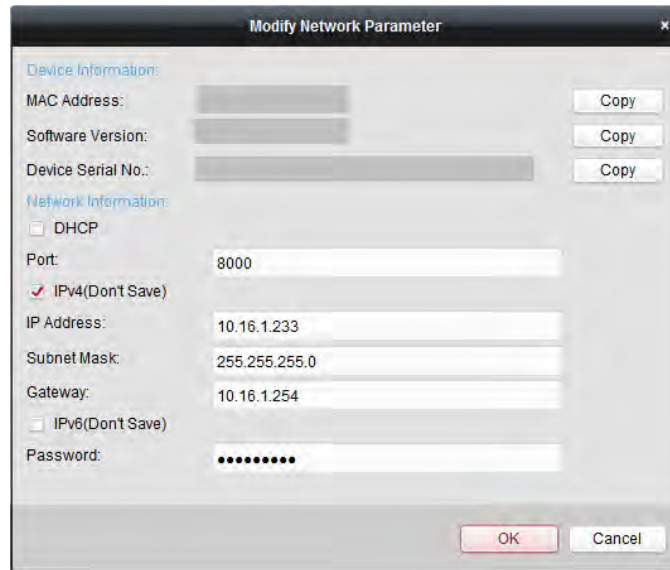 Modify Network Parameter ×
Device Information:
MAC Address: Copy
Software Version: Copy
Device Serial No.: Copy
Network Information:
DHCP
Port: 8000
IPv4(Don't Save)
IP Address: 10.16.1.233
Subnet Mask: 255.255.255.0
Gateway: 10.16.1.254
IPv6(Don't Save)
Password: ●●●●●●●●●
OK Cancel